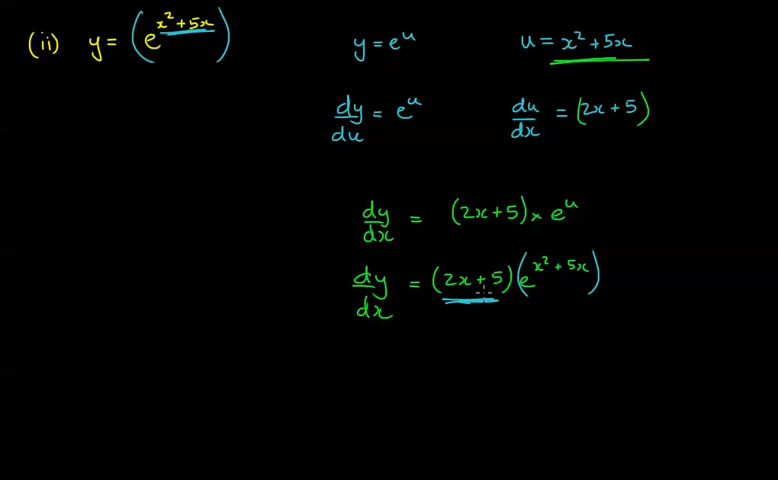 (ii) y = (e^{x² + 5x}) y = e^u u = x² + 5x
dy/du = e^u du/dx = (2x + 5)
dy/dx = (2x + 5) × e^u
dy/dx = (2x + 5)(e^{x² + 5x})